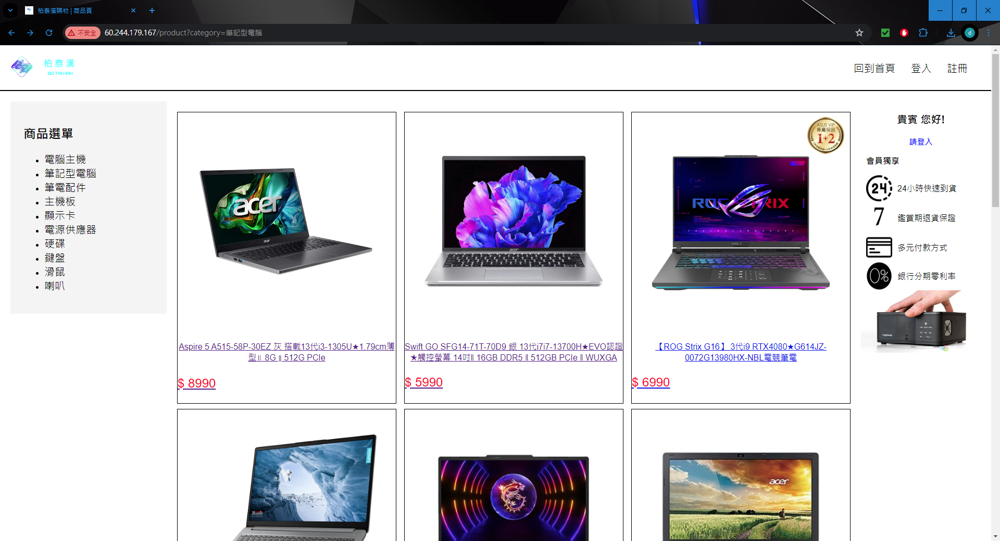 柏泰漢購物 | 商品頁
不安全
60.244.179.167/product?category=筆記型電腦
d
柏泰漢
BO TAI HAN
回到首頁
登入
註冊
商品選單
電腦主機
筆記型電腦
筆電配件
主機板
顯示卡
電源供應器
硬碟
鍵盤
滑鼠
喇叭
acer
acer
Aspire 5 A515-58P-30EZ 灰 搭載13代i3-1305U★1.79cm薄
型॥ 8G ॥ 512G PCIe
$ 8990
acer
Swift GO SFG14-71T-70D9 銀 13代i7i7-13700H★EVO認證
★觸控螢幕 14吋॥ 16GB DDR5 ॥ 512GB PCIe ॥ WUXGA
$ 5990
ASUS VIP
專屬保固
1+2
ROG STRIX
【ROG Strix G16】 3代i9 RTX4080★G614JZ-
0072G13980HX-NBL電競筆電
$ 6990
貴賓 您好!
請登入
會員獨享
24
24小時快速到貨
7
鑑賞期退貨保證
多元付款方式
0%
銀行分期零利率
Lenovo
acer